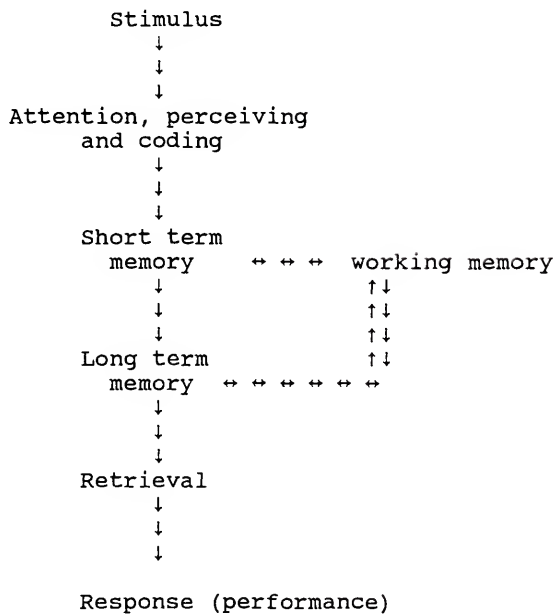 Stimulus
↓
↓
↓
Attention, perceiving
and coding
↓
↓
↓
Short term
memory ↔ ↔ ↔ working memory
↓ ↑↓
↓ ↑↓
↓ ↑↓
Long term ↑↓
memory ↔ ↔ ↔ ↔ ↔ ↔
↓
↓
↓
Retrieval
↓
↓
↓
Response (performance)